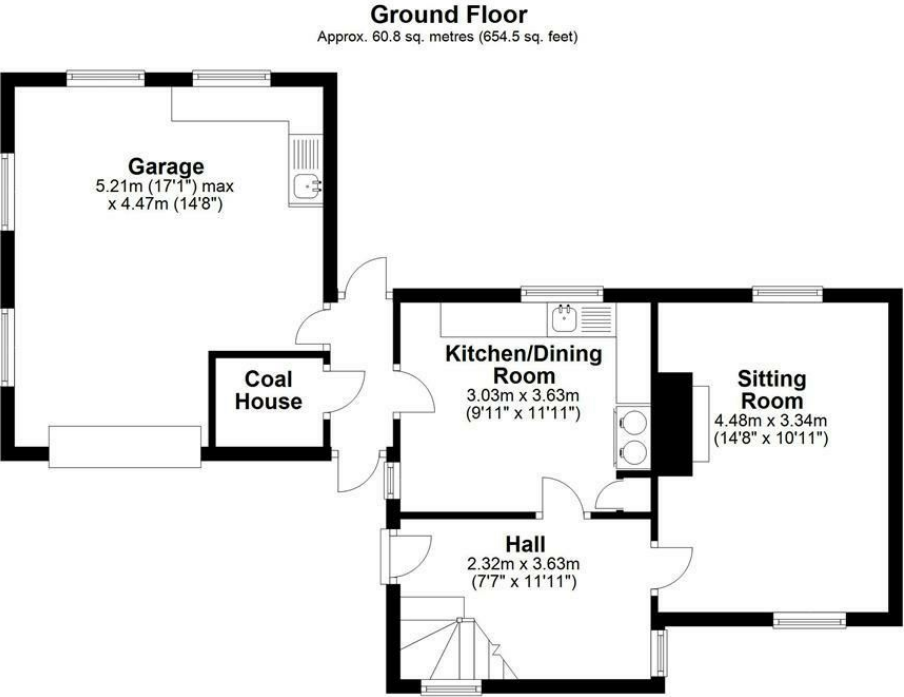 Ground Floor
Approx. 60.8 sq. metres (654.5 sq. feet)
Garage
5.21m (17'1") max
x 4.47m (14'8")
Coal
House
Kitchen/Dining
Room
3.03m x 3.63m
(9'11" x 11'11")
Sitting
Room
4.48m x 3.34m
(14'8" x 10'11")
Hall
2.32m x 3.63m
(7'7" x 11'11")